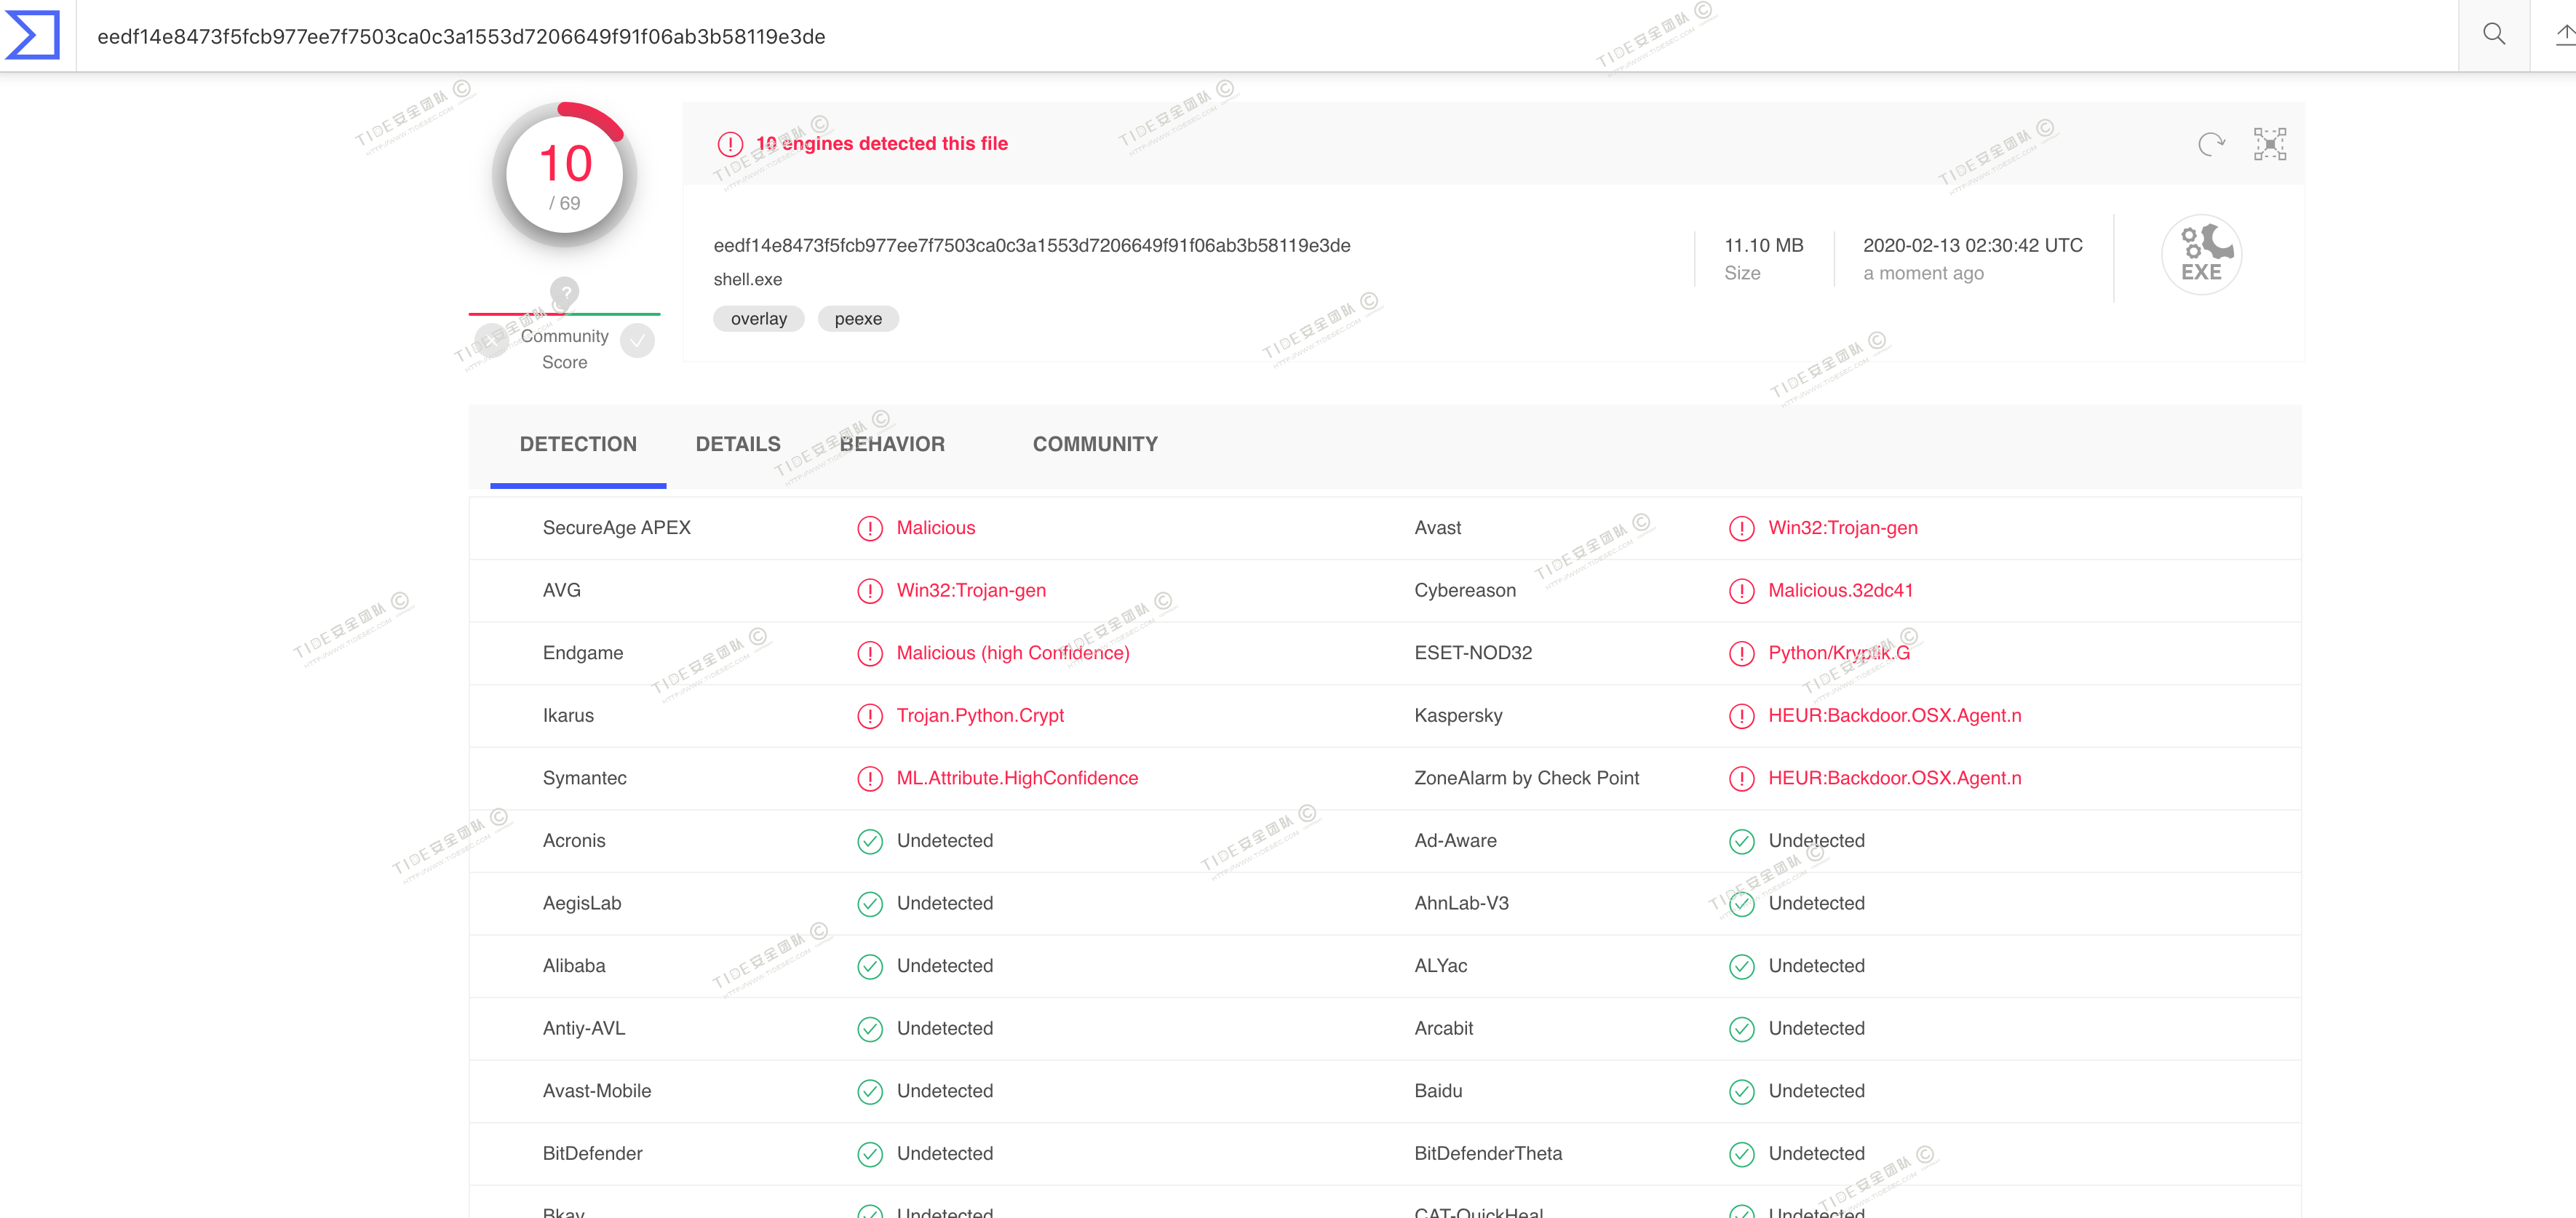 eedf14e8473f5fcb977ee7f7503ca0c3a1553d7206649f91f06ab3b58119e3de
10
/ 69
?
Community
Score
10 engines detected this file
eedf14e8473f5fcb977ee7f7503ca0c3a1553d7206649f91f06ab3b58119e3de
shell.exe
overlay peexe
11.10 MB
Size
2020-02-13 02:30:42 UTC
a moment ago
EXE
DETECTION DETAILS BEHAVIOR COMMUNITY
SecureAge APEX Malicious Avast Win32:Trojan-gen
AVG Win32:Trojan-gen Cybereason Malicious.32dc41
Endgame Malicious (high Confidence) ESET-NOD32 Python/Kryptik.G
Ikarus Trojan.Python.Crypt Kaspersky HEUR:Backdoor.OSX.Agent.n
Symantec ML.Attribute.HighConfidence ZoneAlarm by Check Point HEUR:Backdoor.OSX.Agent.n
Acronis Undetected Ad-Aware Undetected
AegisLab Undetected AhnLab-V3 Undetected
Alibaba Undetected ALYac Undetected
Antiy-AVL Undetected Arcabit Undetected
Avast-Mobile Undetected Baidu Undetected
BitDefender Undetected BitDefenderTheta Undetected
Bkav Undetected CAT-QuickHeal Undetected
TIDE安全团队 ©
HTTP://WWW.TIDESEC.COM